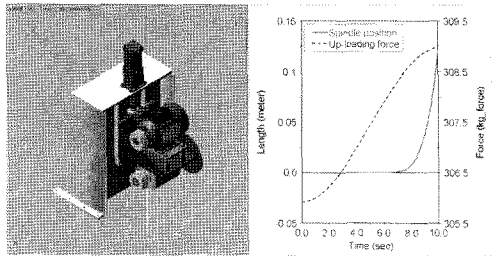 0.15
0.1
0.05
0.0
-0.05
Length (meter)
Spindle position
Up-loading force
309.5
308.5
307.5
306.5
305.5
Force (kg_force)
0.0 2.0 4.0 6.0 8.0 10.0
Time (sec)